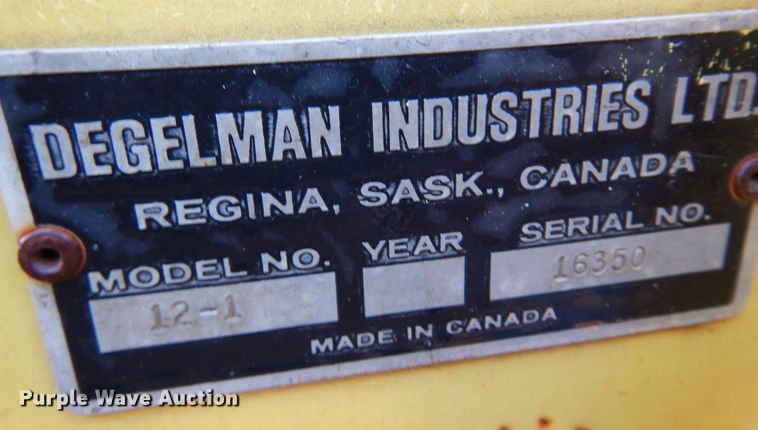 DEGELMAN INDUSTRIES LTD.
REGINA, SASK., CANADA
MODEL NO. YEAR SERIAL NO.
12-1 16350
MADE IN CANADA
Purple Wave Auction